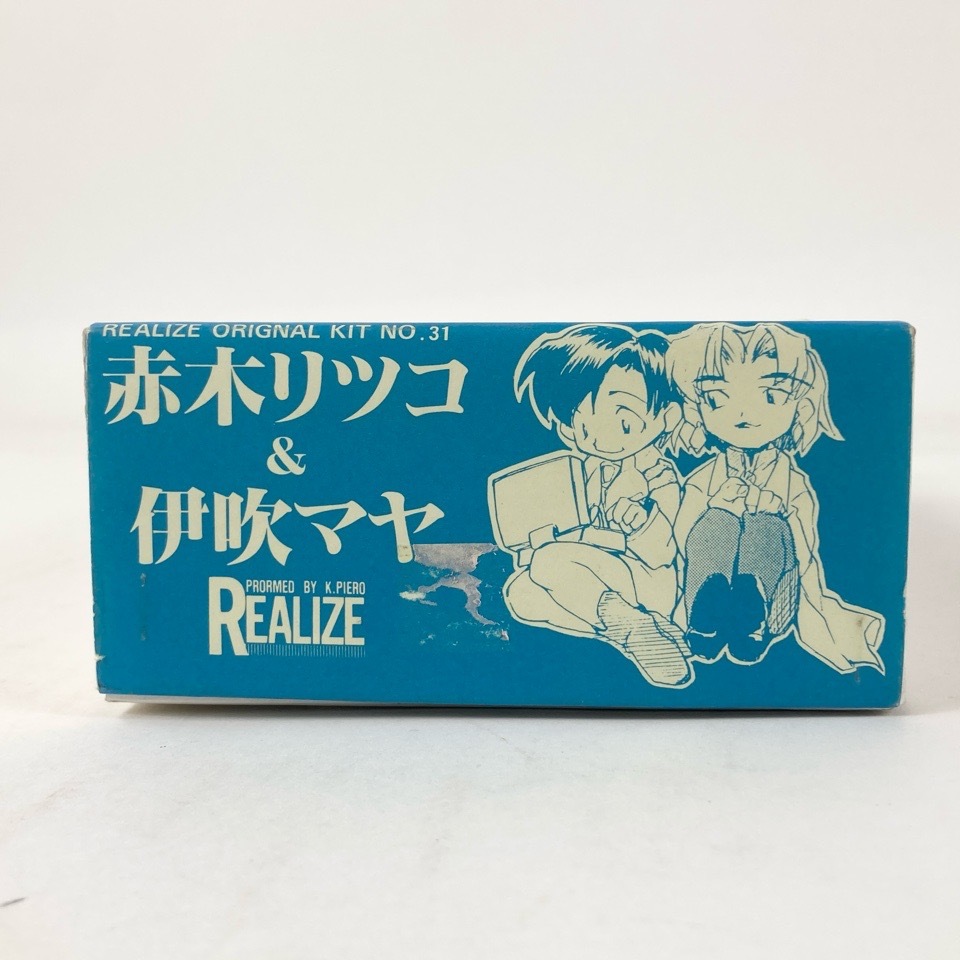 REALIZE ORIGNAL KIT NO.31
赤木リツコ
&
伊吹マヤ
PRORMED BY K.PIERO
REALIZE